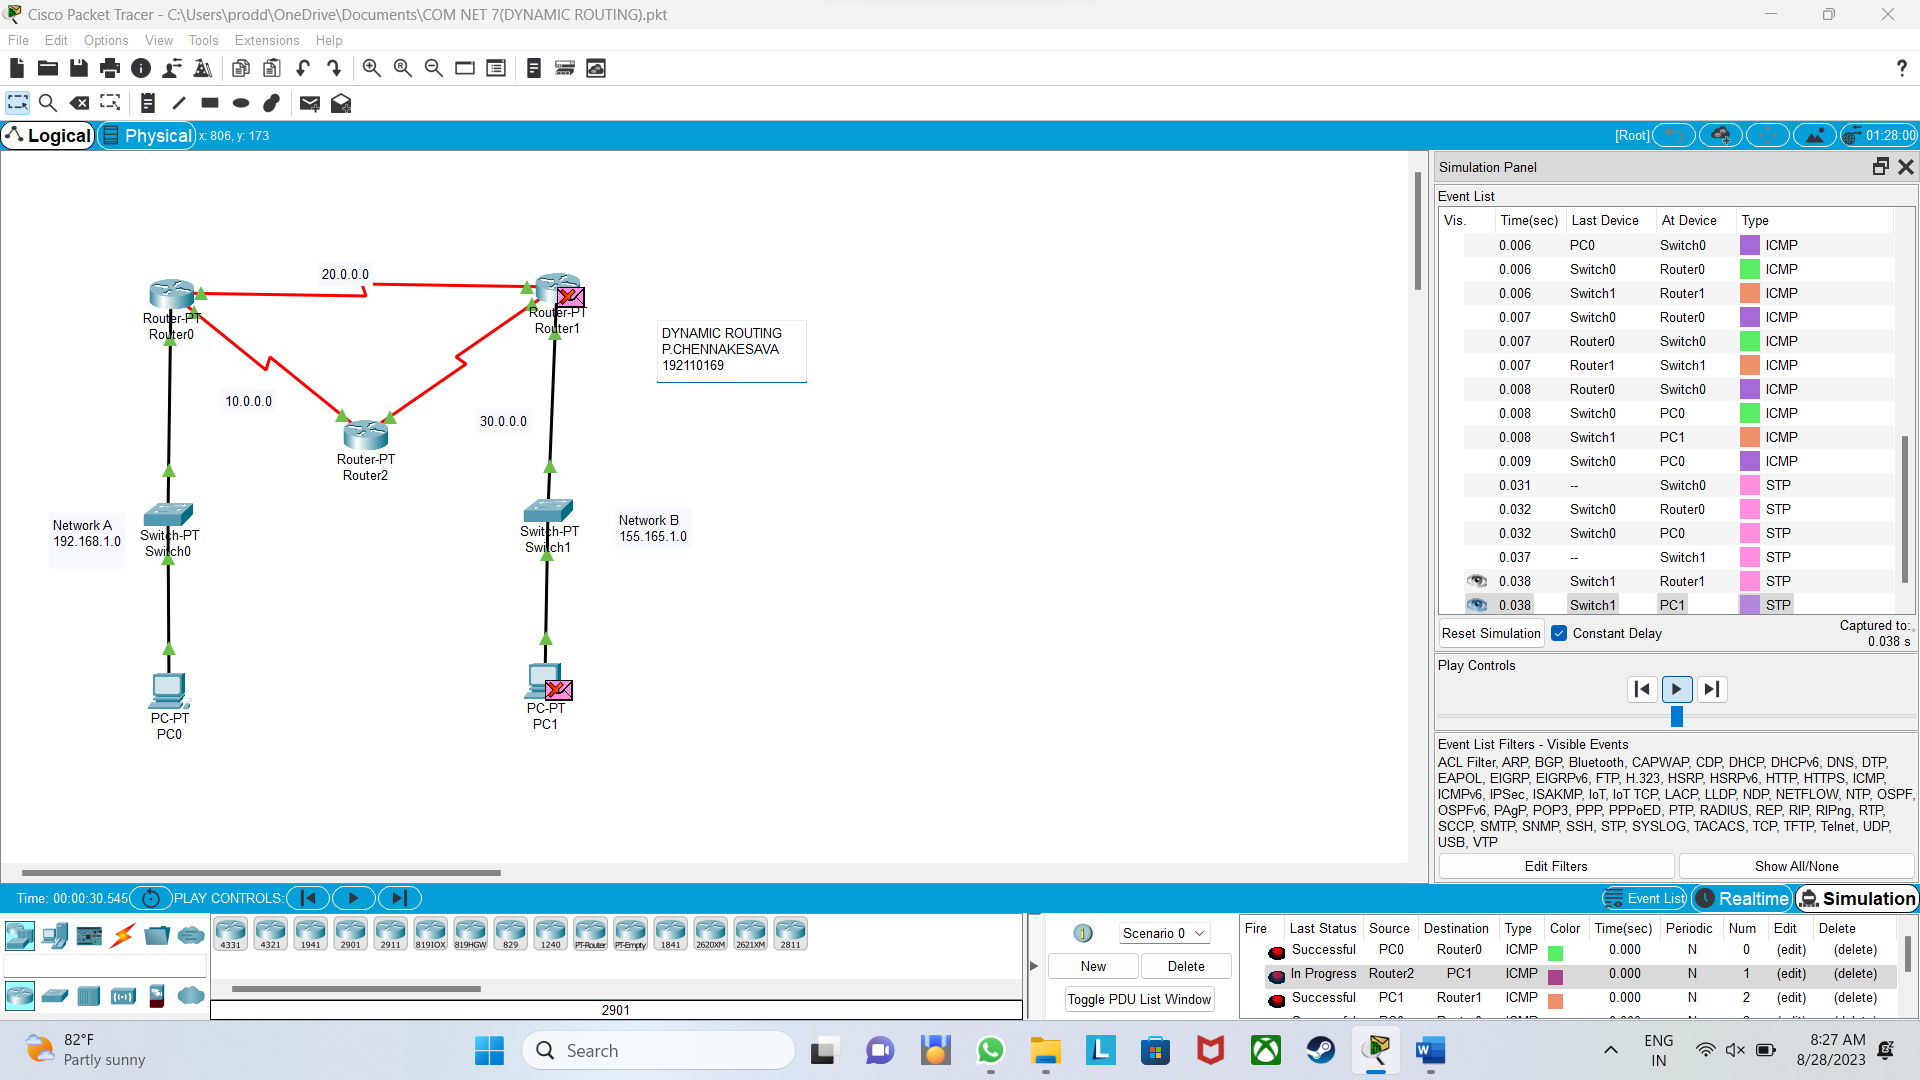 Cisco Packet Tracer - C:\Users\prodd\OneDrive\Documents\COM NET 7(DYNAMIC ROUTING).pkt
File Edit Options View Tools Extensions Help
?
Logical Physical x: 806, y: 173
[Root] 01:28:00
20.0.0.0
Router-PT
Router0
Router-PT
Router1
DYNAMIC ROUTING
P.CHENNAKESAVA
192110169
10.0.0.0
30.0.0.0
Router-PT
Router2
Network A
192.168.1.0
Switch-PT
Switch0
Switch-PT
Switch1
Network B
155.165.1.0
PC-PT
PC0
PC-PT
PC1
Simulation Panel
Event List
Vis. Time(sec) Last Device At Device Type
0.006 PC0 Switch0 ICMP
0.006 Switch0 Router0 ICMP
0.006 Switch1 Router1 ICMP
0.007 Switch0 Router0 ICMP
0.007 Router0 Switch0 ICMP
0.007 Router1 Switch1 ICMP
0.008 Router0 Switch0 ICMP
0.008 Switch0 PC0 ICMP
0.008 Switch1 PC1 ICMP
0.009 Switch0 PC0 ICMP
0.031 -- Switch0 STP
0.032 Switch0 Router0 STP
0.032 Switch0 PC0 STP
0.037 -- Switch1 STP
0.038 Switch1 Router1 STP
0.038 Switch1 PC1 STP
Reset Simulation Constant Delay Captured to:
0.038 s
Play Controls
Event List Filters - Visible Events
ACL Filter, ARP, BGP, Bluetooth, CAPWAP, CDP, DHCP, DHCPv6, DNS, DTP,
EAPOL, EIGRP, EIGRPv6, FTP, H.323, HSRP, HSRPv6, HTTP, HTTPS, ICMP,
ICMPv6, IPSec, ISAKMP, IoT, IoT TCP, LACP, LLDP, NDP, NETFLOW, NTP, OSPF,
OSPFv6, PAgP, POP3, PPP, PPPoED, PTP, RADIUS, REP, RIP, RIPng, RTP,
SCCP, SMTP, SNMP, SSH, STP, SYSLOG, TACACS, TCP, TFTP, Telnet, UDP,
USB, VTP
Edit Filters Show All/None
Time: 00:00:30.545 PLAY CONTROLS: Event List Realtime Simulation
4331 4321 1941 2901 2911 819IOX 819HGW 829 1240 PT-Router PT-Empty 1841 2620XM 2621XM 2811
2901
1 Scenario 0
New Delete
Toggle PDU List Window
Fire Last Status Source Destination Type Color Time(sec) Periodic Num Edit Delete
Successful PC0 Router0 ICMP 0.000 N 0 (edit) (delete)
In Progress Router2 PC1 ICMP 0.000 N 1 (edit) (delete)
Successful PC1 Router1 ICMP 0.000 N 2 (edit) (delete)
82°F
Partly sunny
Search
ENG
IN
8:27 AM
8/28/2023